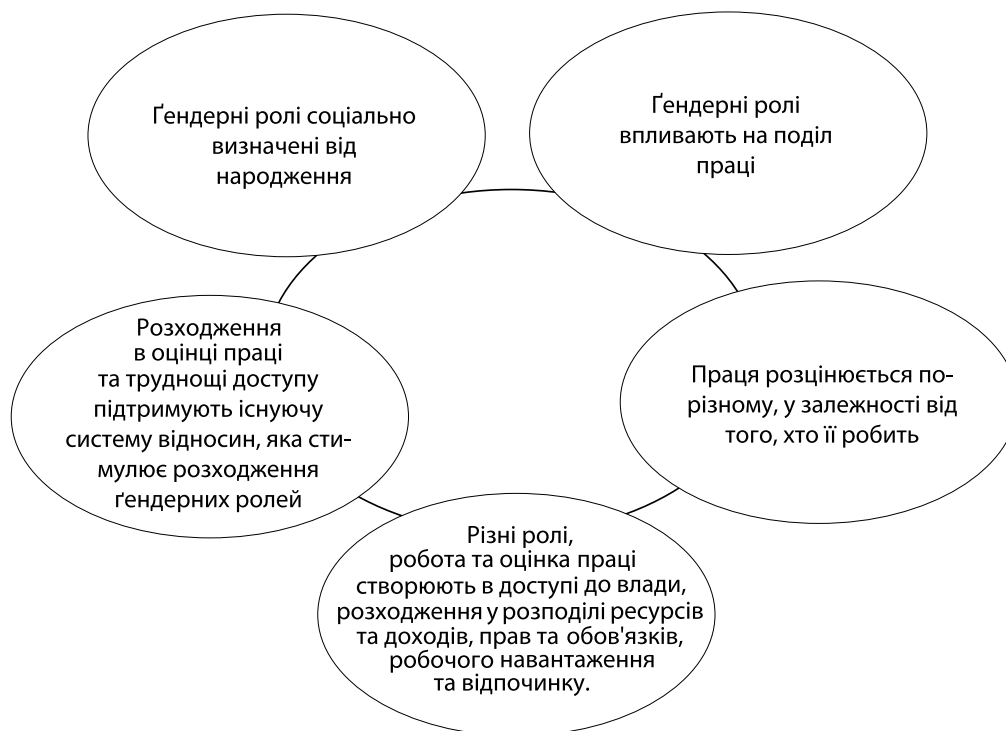 Ґендерні ролі соціально
визначені від
народження
Ґендерні ролі
впливають на поділ
праці
Праця розцінюється по-
різному, у залежності від
того, хто її робить
Різні ролі,
робота та оцінка праці
створюють в доступі до влади,
розходження у розподілі ресурсів
та доходів, прав та обов'язків,
робочого навантаження
та відпочинку.
Розходження
в оцінці праці
та труднощі доступу
підтримують існуючу
систему відносин, яка сти-
мулює розходження
ґендерних ролей